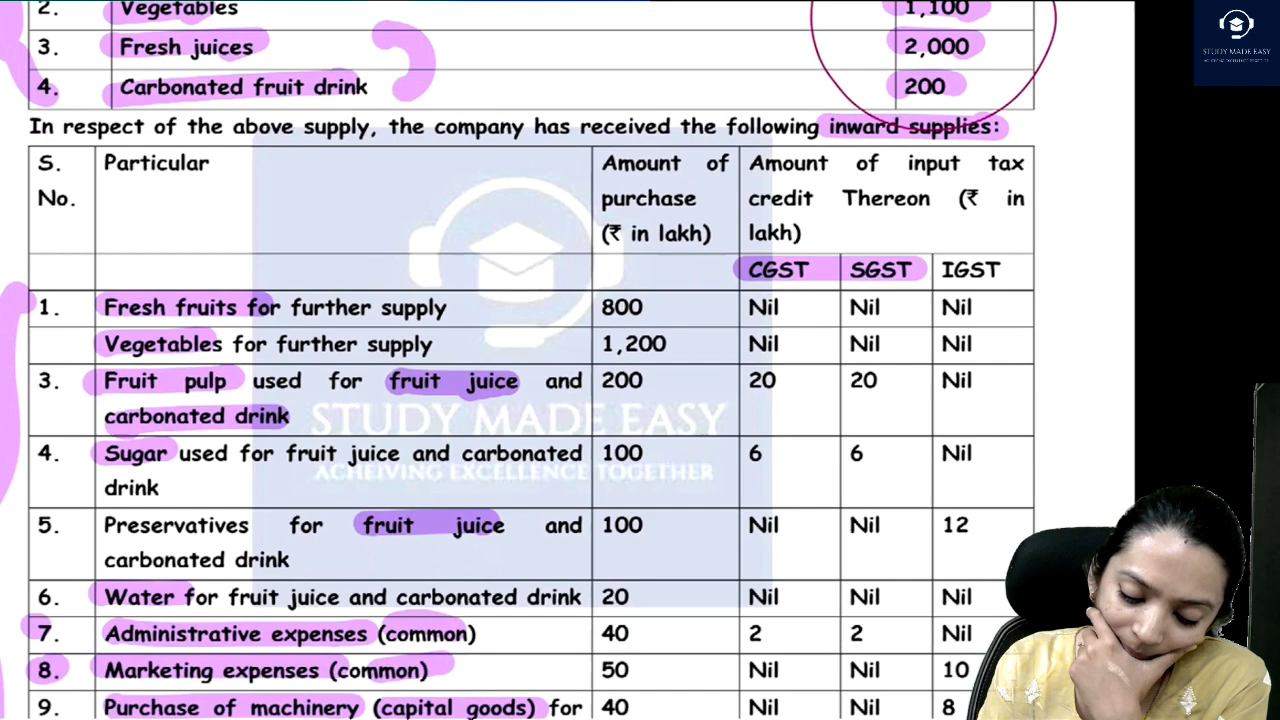 2. Vegetables 1,100
3. Fresh juices 2,000
4. Carbonated fruit drink 200
In respect of the above supply, the company has received the following inward supplies:
S. Particular Amount of Amount of input tax
No. purchase credit Thereon (₹ in
(₹ in lakh) lakh)
CGST SGST IGST
1. Fresh fruits for further supply 800 Nil Nil Nil
Vegetables for further supply 1,200 Nil Nil Nil
3. Fruit pulp used for fruit juice and 200 20 20 Nil
carbonated drink
4. Sugar used for fruit juice and carbonated 100 6 6 Nil
drink
5. Preservatives for fruit juice and 100 Nil Nil 12
carbonated drink
6. Water for fruit juice and carbonated drink 20 Nil Nil Nil
7. Administrative expenses (common) 40 2 2 Nil
8. Marketing expenses (common) 50 Nil Nil 10
9. Purchase of machinery (capital goods) for 40 Nil Nil 8
STUDY MADE EASY
ACHEIVING EXCELLENCE TOGETHER
STUDY MADE EASY